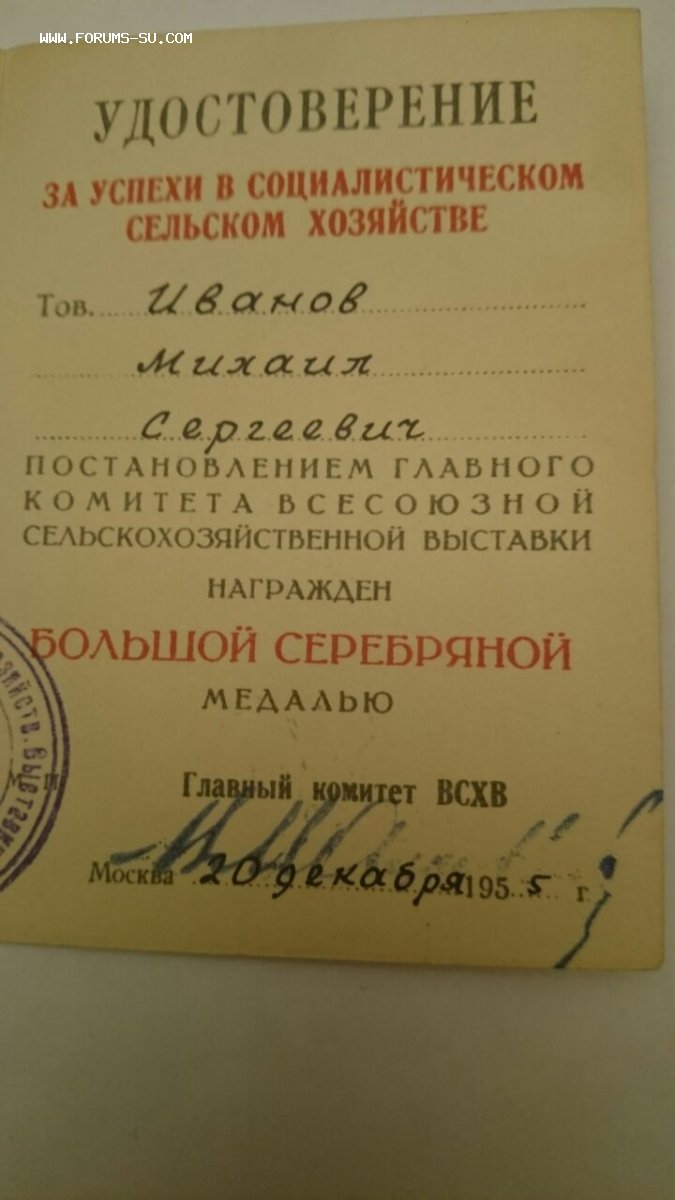 www.forums-su.com
УДОСТОВЕРЕНИЕ
ЗА УСПЕХИ В СОЦИАЛИСТИЧЕСКОМ
СЕЛЬСКОМ ХОЗЯЙСТВЕ
Тов. Иванов
Михаил
Сергеевич
ПОСТАНОВЛЕНИЕМ ГЛАВНОГО
КОМИТЕТА ВСЕСОЮЗНОЙ
СЕЛЬСКОХОЗЯЙСТВЕННОЙ ВЫСТАВКИ
НАГРАЖДЕН
БОЛЬШОЙ СЕРЕБРЯНОЙ
МЕДАЛЬЮ
Главный комитет ВСХВ
Москва 20 декабря 1955 г.